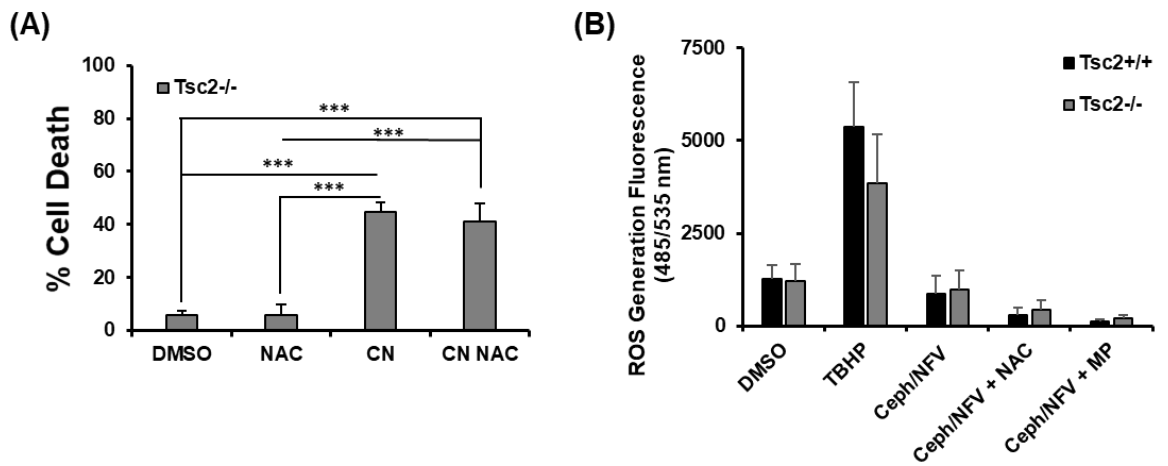 (A)
% Cell Death
100
80
60
40
20
0
Tsc2-/-
***
***
***
***
DMSO NAC CN CN NAC
(B)
ROS Generation Fluorescence
(485/535 nm)
7500
5000
2500
0
Tsc2+/+
Tsc2-/-
DMSO
TBHP
Ceph/NFV
Ceph/NFV + NAC
Ceph/NFV + MP